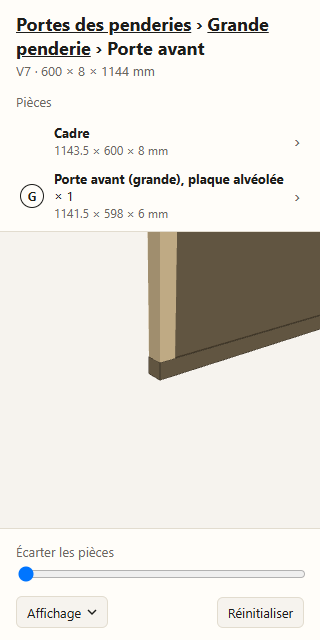 Portes des penderies › Grande
penderie › Porte avant
V7 · 600 × 8 × 1144 mm
Pièces
Cadre
1143.5 × 600 × 8 mm
›
G
Porte avant (grande), plaque alvéolée
× 1
1141.5 × 598 × 6 mm
›
Écarter les pièces
Affichage
Réinitialiser